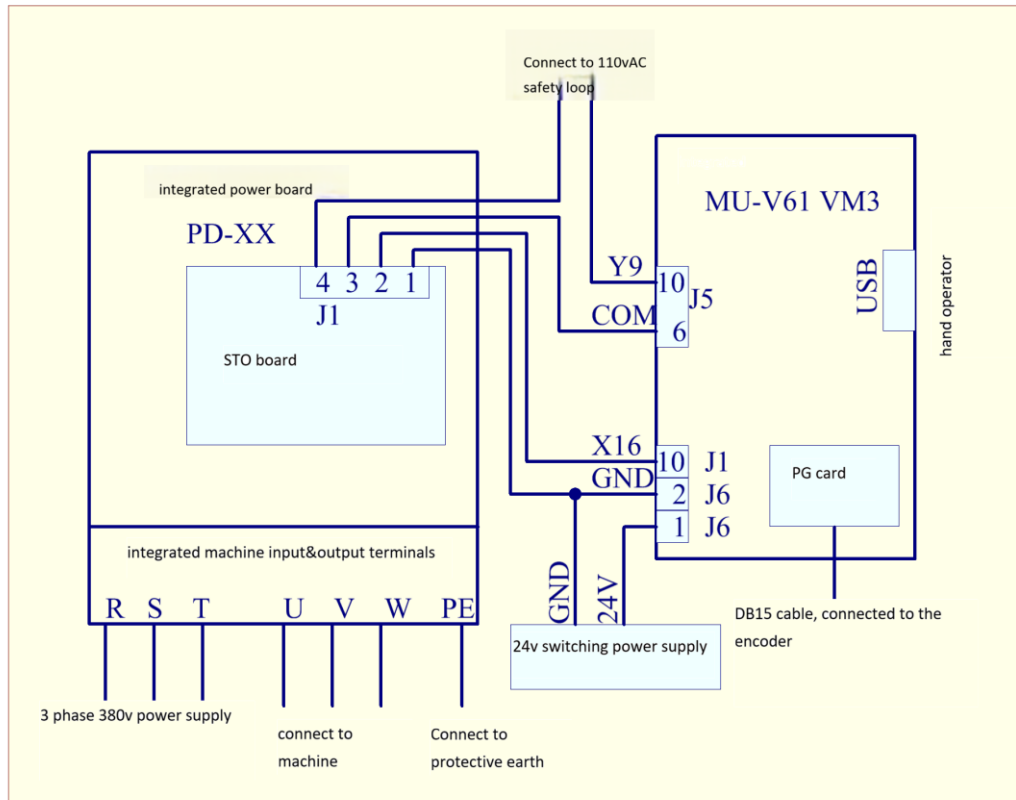 Connect to 110vAC
safety loop
integrated power board
PD-XX
4 3 2 1
J1
STO board
MU-V61 VM3
Y9
10
J5
COM
6
USB
hand operator
X16
10
J1
GND
2
J6
1
J6
PG card
integrated machine input&output terminals
R S T U V W PE
GND
24V
24v switching power supply
DB15 cable, connected to the
encoder
3 phase 380v power supply
connect to
machine
Connect to
protective earth